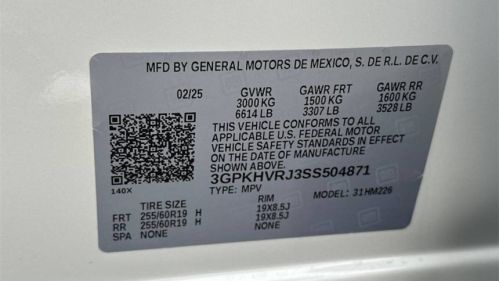 MFD BY GENERAL MOTORS DE MEXICO, S. DE R.L. DE C.V.
02/25 GVWR GAWR FRT GAWR RR
3000 KG 1500 KG 1600 KG
6614 LB 3307 LB 3528 LB
THIS VEHICLE CONFORMS TO ALL
APPLICABLE U.S. FEDERAL MOTOR
VEHICLE SAFETY STANDARDS IN EFFECT
ON THE DATE OF MANUFACTURE
SHOWN ABOVE.
3GPKHVRJ3SS504871
140X TYPE: MPV MODEL: 31HM226
TIRE SIZE RIM
FRT 255/60R19 H 19X8.5J
RR 255/60R19 H 19X8.5J
SPA NONE NONE